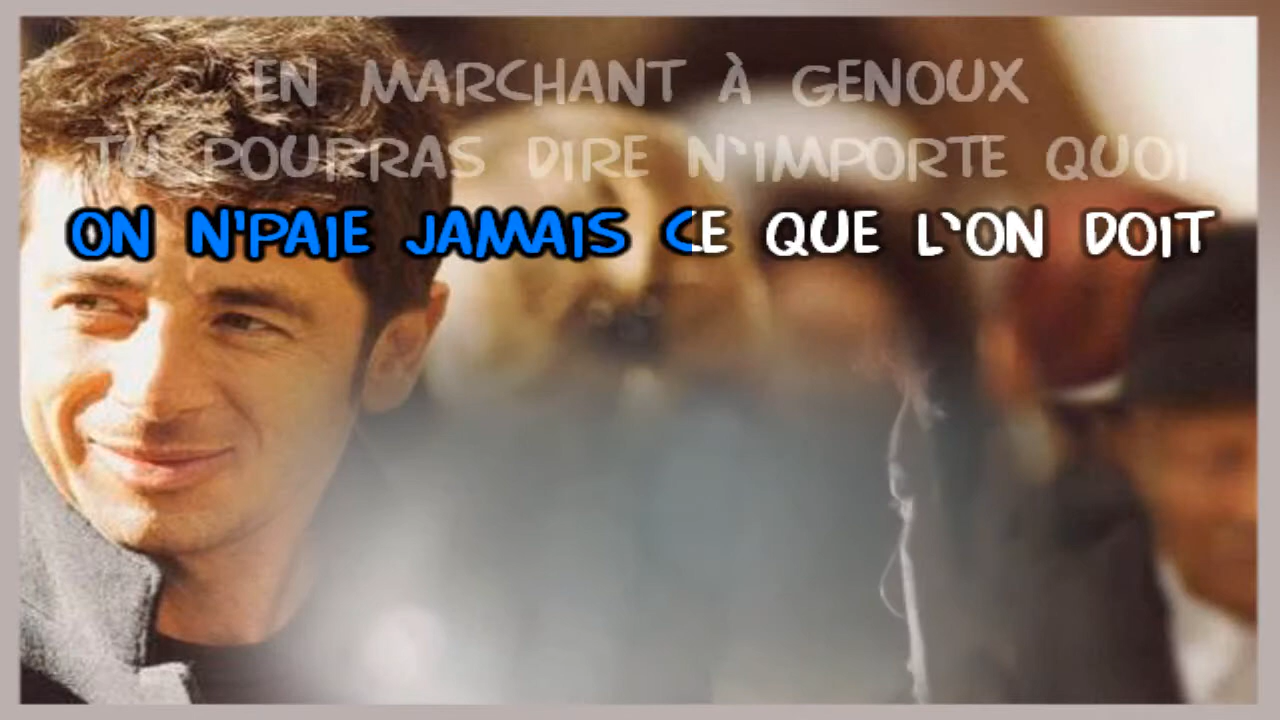 EN MARCHANT À GENOUX
TU POURRAS DIRE N'IMPORTE QUOI
ON N'PAIE JAMAIS CE QUE L'ON DOIT